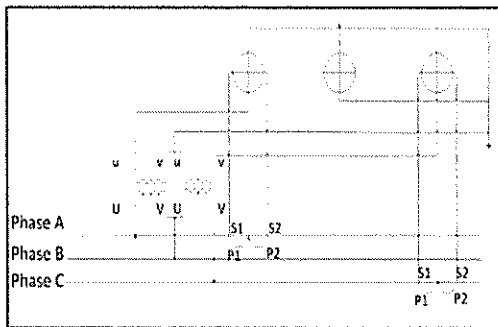 u v u v
U V U V
Phase A
S1 S2
Phase B
P1 P2
Phase C
S1 S2
P1 P2